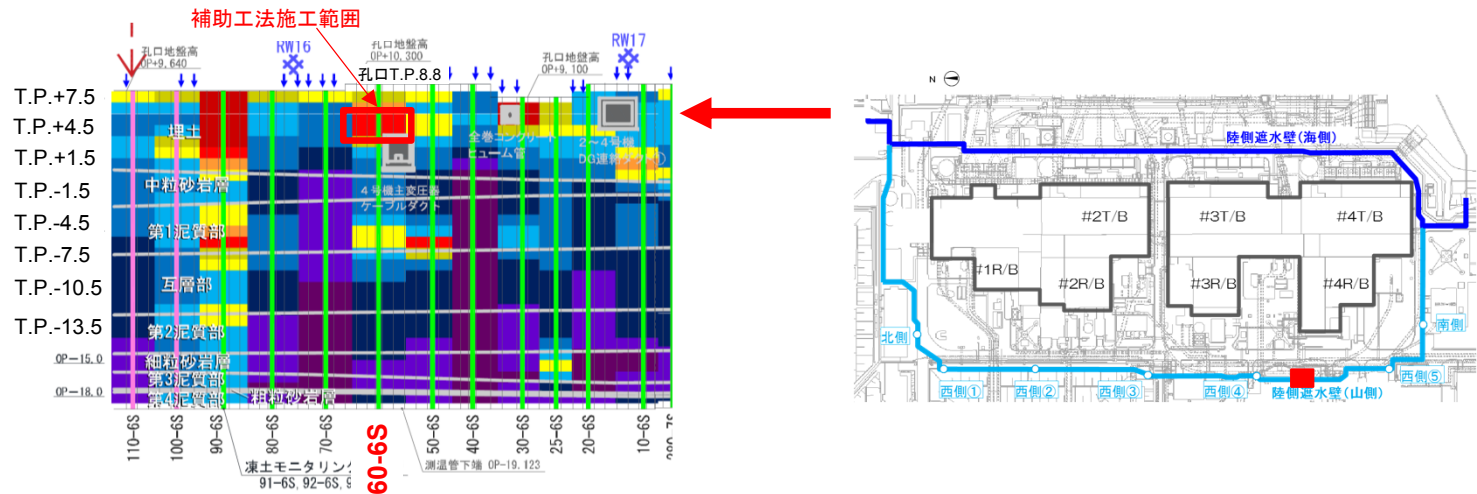 補助工法施工範囲
孔口地盤高
OP+9.640
RW16
孔口地盤高
OP+10.300
孔口T.P.8.8
孔口地盤高
OP+9.100
RW17
T.P.+7.5
T.P.+4.5
T.P.+1.5
T.P.-1.5
T.P.-4.5
T.P.-7.5
T.P.-10.5
T.P.-13.5
OP-15.0
OP-18.0
埋土
中粒砂岩層
第1泥質部
互層部
第2泥質部
細粒砂岩層
第3泥質部
第4泥質部
粗粒砂岩層
全巻コンクリート
ヒューム管
2～4号機
DG連絡ダクト①
4号機主変圧器
ケーブルダクト
110-6S
100-6S
90-6S
80-6S
70-6S
60-6S
50-6S
40-6S
30-6S
25-6S
20-6S
10-6S
凍土モニタリン
91-6S, 92-6S, 9
測温管下端 OP-19.123
N
陸側遮水壁(海側)
#2T/B
#3T/B
#4T/B
#1R/B
#2R/B
#3R/B
#4R/B
北側
南側
西側①
西側②
西側③
西側④
西側⑤
陸側遮水壁(山側)